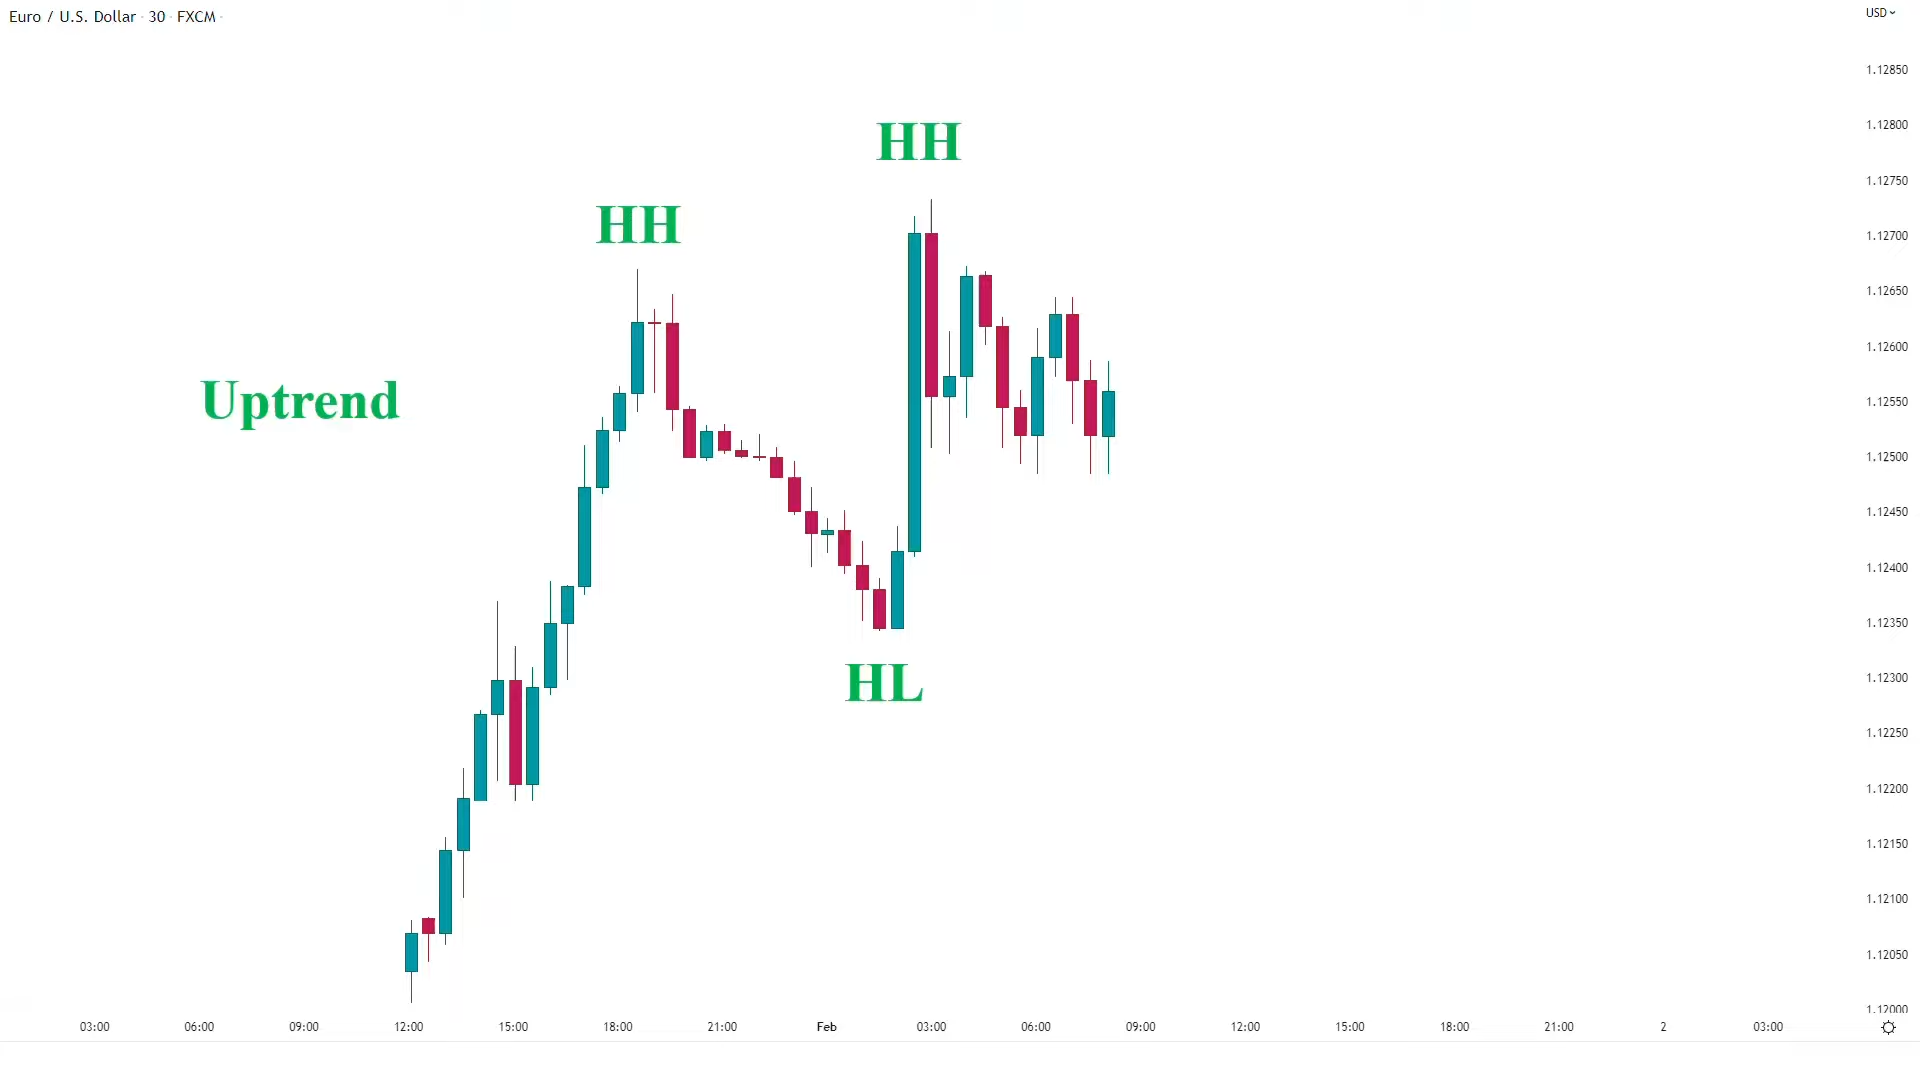 Euro / U.S. Dollar · 30 · FXCM ·
USD
1.12850
1.12800
HH
1.12750
HH
1.12700
1.12650
1.12600
Uptrend
1.12550
1.12500
1.12450
1.12400
1.12350
HL
1.12300
1.12250
1.12200
1.12150
1.12100
1.12050
1.12000
03:00 06:00 09:00 12:00 15:00 18:00 21:00 Feb 03:00 06:00 09:00 12:00 15:00 18:00 21:00 2 03:00